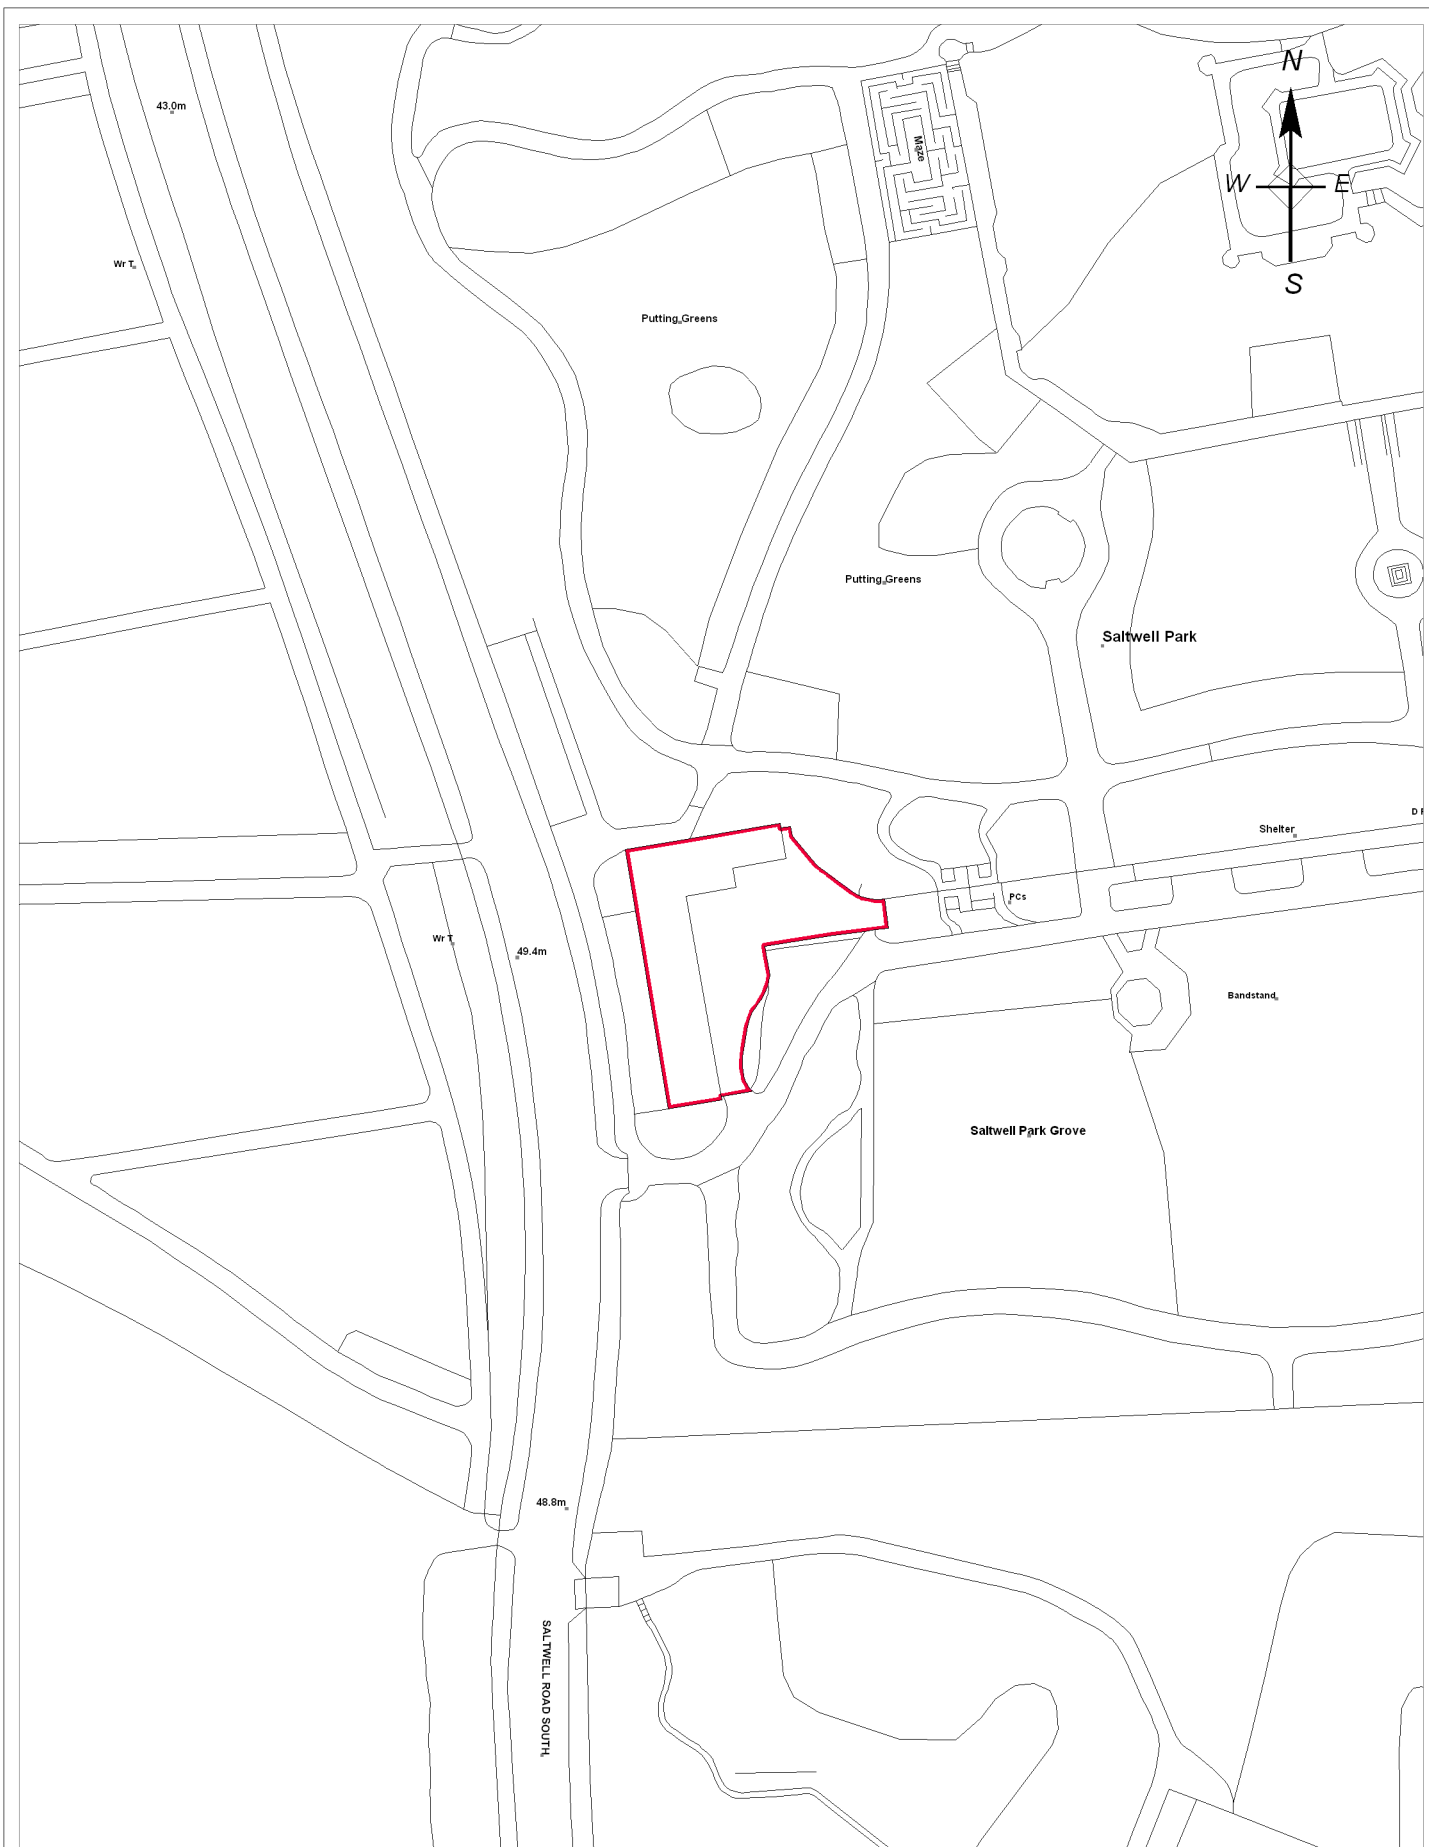 N
43.0m
Maze
W
E
Wr T
S
Putting Greens
Putting Greens
Saltwell Park
D
Shelter
PCs
Wr T
49.4m
Bandstand
Saltwell Park Grove
48.8m
SALTWELL ROAD SOUTH